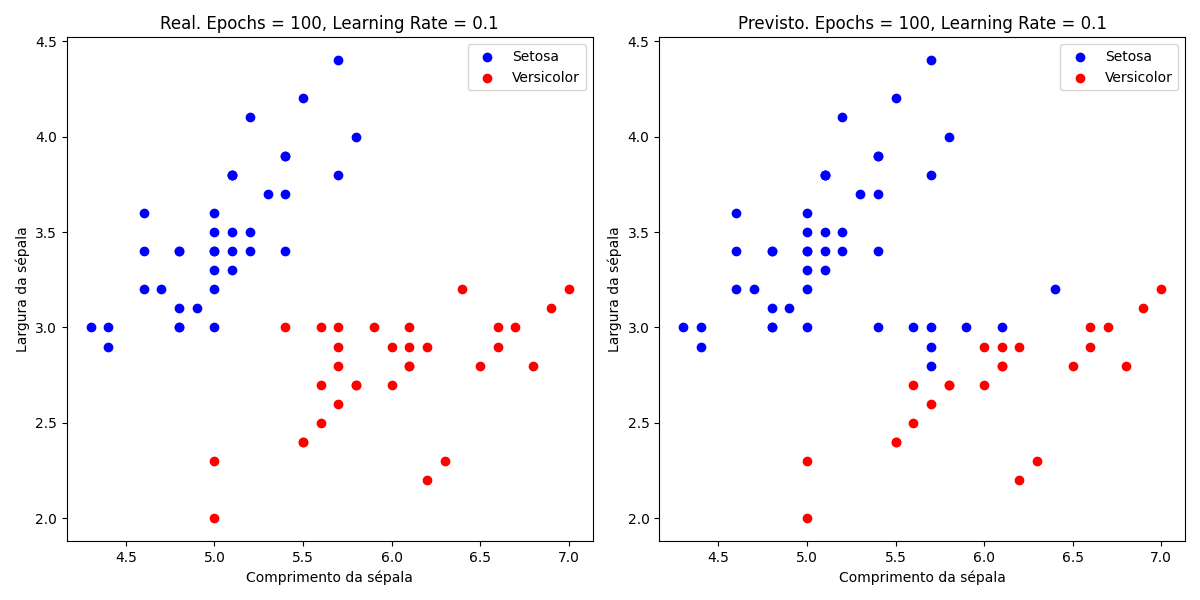 Real. Epochs = 100, Learning Rate = 0.1
Setosa
Versicolor
4.5
4.0
3.5
3.0
2.5
2.0
Largura da sépala
4.5
5.0
5.5
6.0
6.5
7.0
Comprimento da sépala
Previsto. Epochs = 100, Learning Rate = 0.1
Setosa
Versicolor
4.5
4.0
3.5
3.0
2.5
2.0
Largura da sépala
4.5
5.0
5.5
6.0
6.5
7.0
Comprimento da sépala